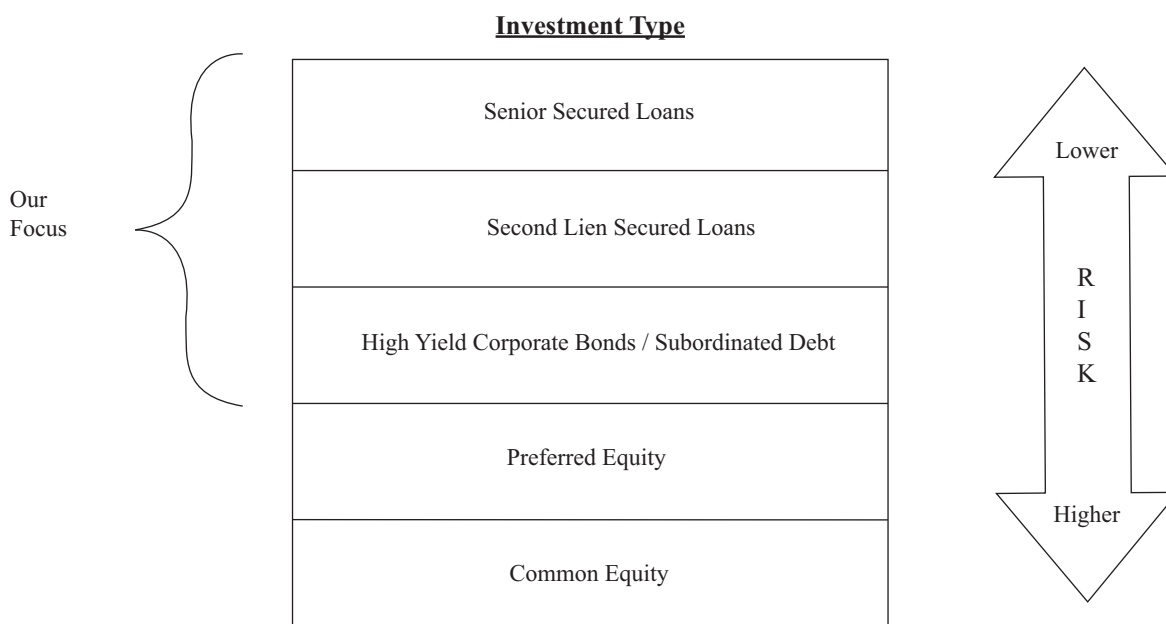 Investment Type
Senior Secured Loans
Lower
Our
Focus
Second Lien Secured Loans
R
I
S
K
High Yield Corporate Bonds / Subordinated Debt
Preferred Equity
Higher
Common Equity